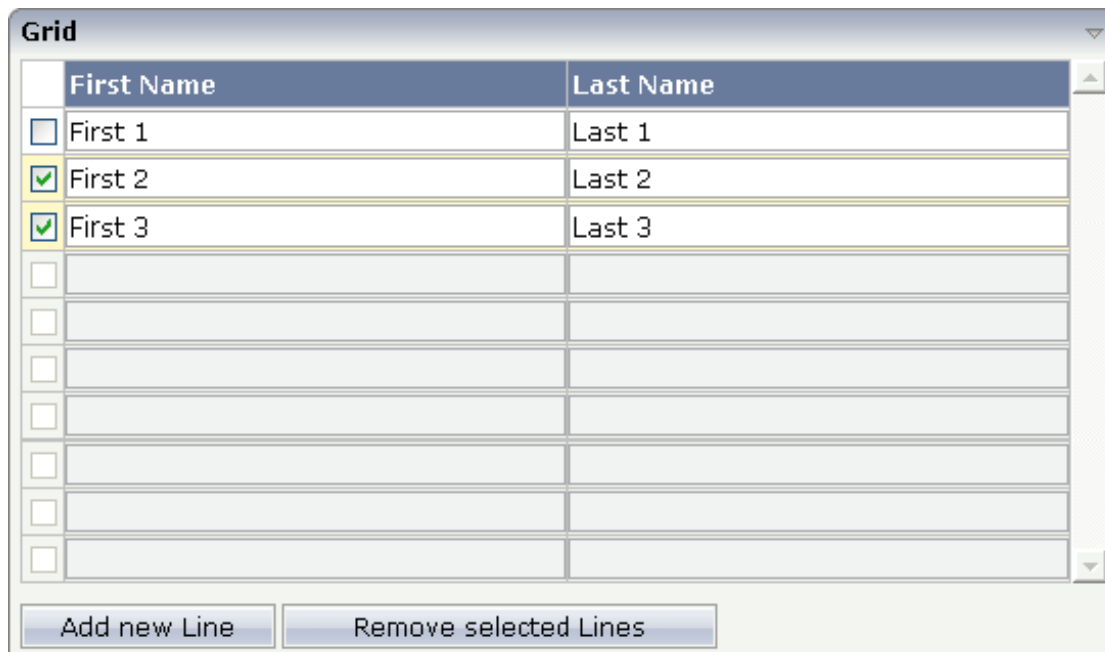 Grid
First Name Last Name
First 1 Last 1
First 2 Last 2
First 3 Last 3
Add new Line Remove selected Lines